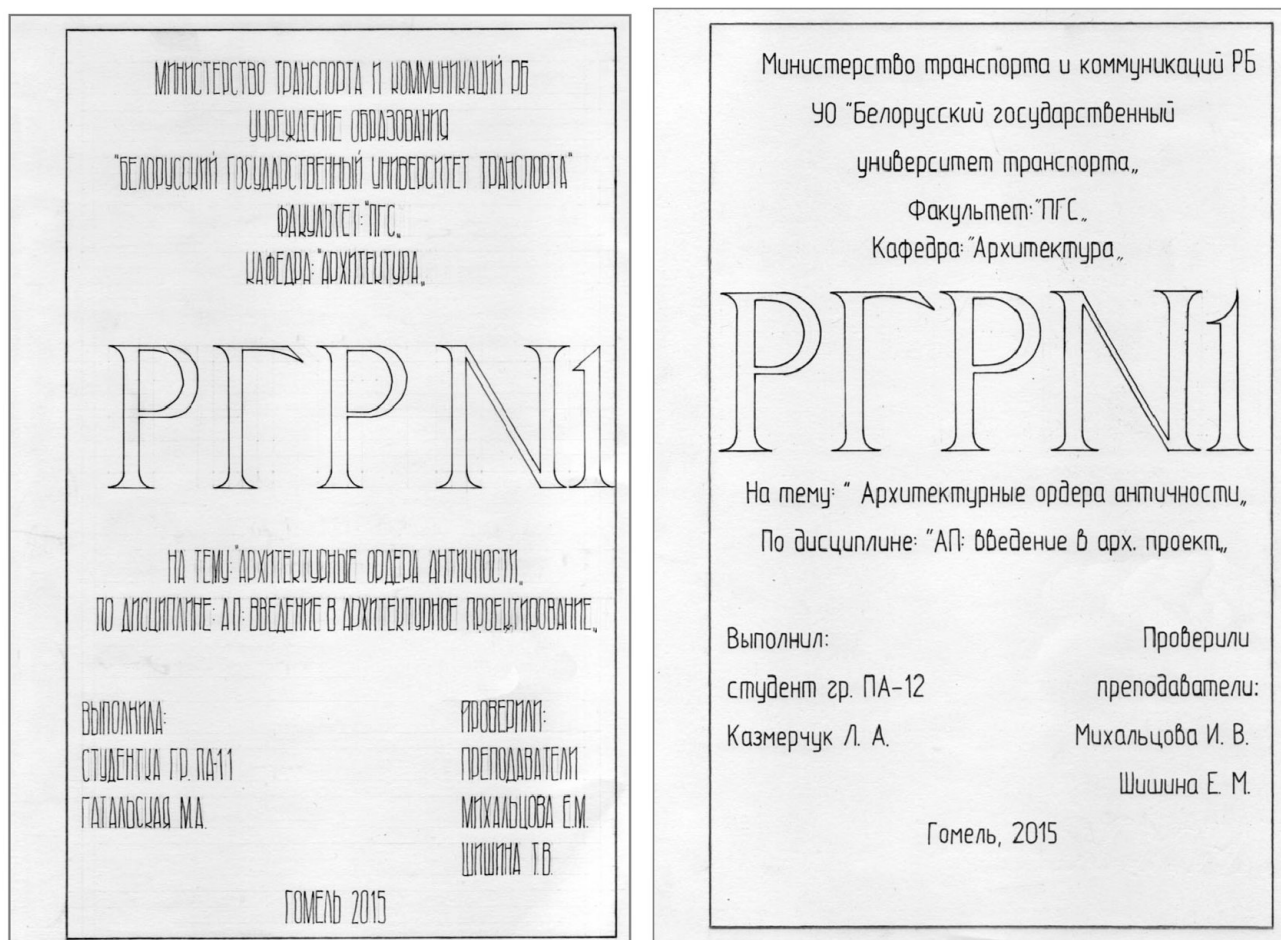 МИНИСТЕРСТВО ТРАНСПОРТА И КОММУНИКАЦИЙ РБ
УЧРЕЖДЕНИЕ ОБРАЗОВАНИЯ
"БЕЛОРУССКИЙ ГОСУДАРСТВЕННЫЙ УНИВЕРСИТЕТ ТРАНСПОРТА"
ФАКУЛЬТЕТ:"ПГС„
КАФЕДРА:"АРХИТЕКТУРА„
РГР N1
НА ТЕМУ:"АРХИТЕКТУРНЫЕ ОРДЕРА АНТИЧНОСТИ„
ПО ДИСЦИПЛИНЕ: АП: ВВЕДЕНИЕ В АРХИТЕКТУРНОЕ ПРОЕКТИРОВАНИЕ„
ВЫПОЛНИЛА:
СТУДЕНТКА ГР. ПА-11
ГАТАЛЬСКАЯ М.А.
ПРОВЕРИЛИ:
ПРЕПОДАВАТЕЛИ
МИХАЛЬЦОВА Е.М.
ШИШИНА Т.В.
ГОМЕЛЬ 2015
Министерство транспорта и коммуникаций РБ
УО "Белорусский государственный
университет транспорта„
Факультет:"ПГС„
Кафедра:"Архитектура„
РГРN1
На тему: " Архитектурные ордера античности„
По дисциплине: "АП: введение в арх. проект.„
Выполнил:
студент гр. ПА-12
Казмерчук Л. А.
Проверили
преподаватели:
Михальцова И. В.
Шишина Е. М.
Гомель, 2015